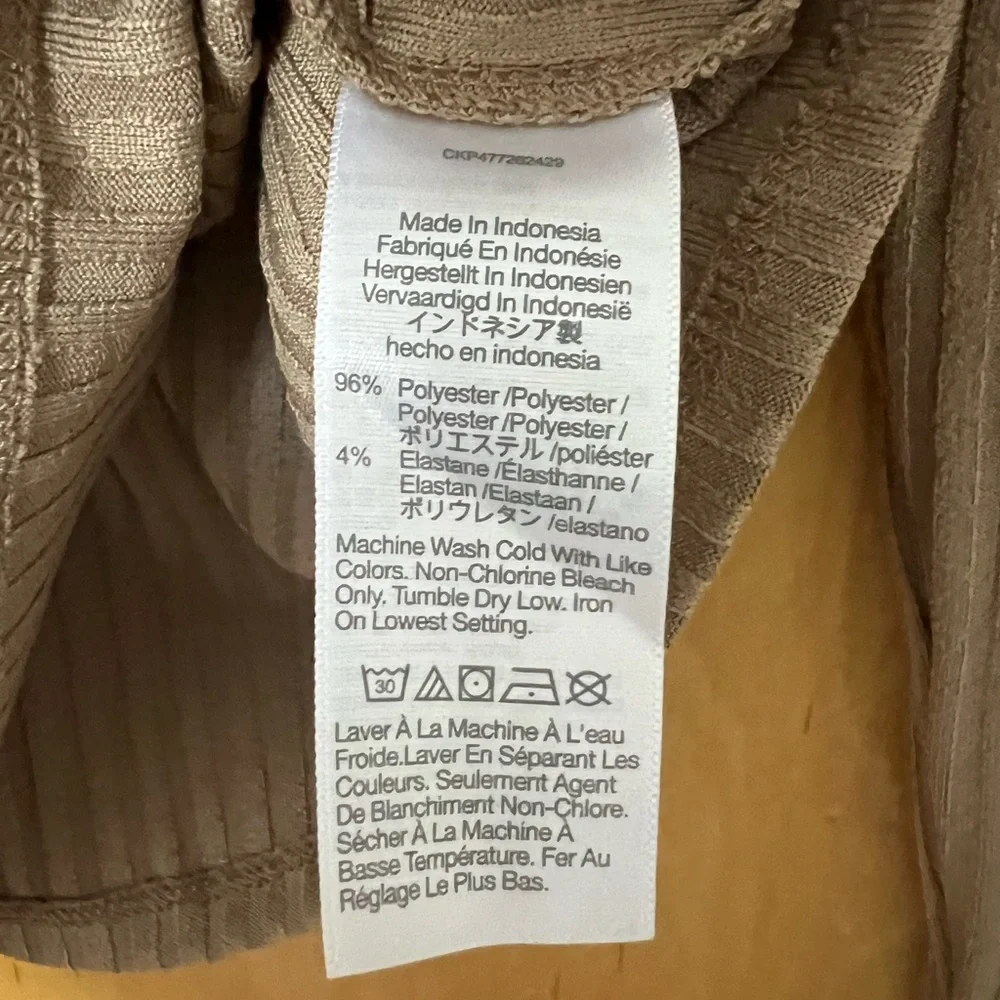 CKP477262429
Made In Indonesia
Fabriqué En Indonésie
Hergestellt In Indonesien
Vervaardigd In Indonesië
インドネシア製
hecho en indonesia
96% Polyester /Polyester /
Polyester /Polyester /
ポリエステル /poliéster
4% Elastane /Élasthanne /
Elastan /Elastaan /
ポリウレタン /elastano
Machine Wash Cold With Like
Colors. Non-Chlorine Bleach
Only. Tumble Dry Low. Iron
On Lowest Setting.
30
Laver À La Machine À L'eau
Froide.Laver En Séparant Les
Couleurs. Seulement Agent
De Blanchiment Non-Chlore.
Sécher À La Machine À
Basse Température. Fer Au
Réglage Le Plus Bas.